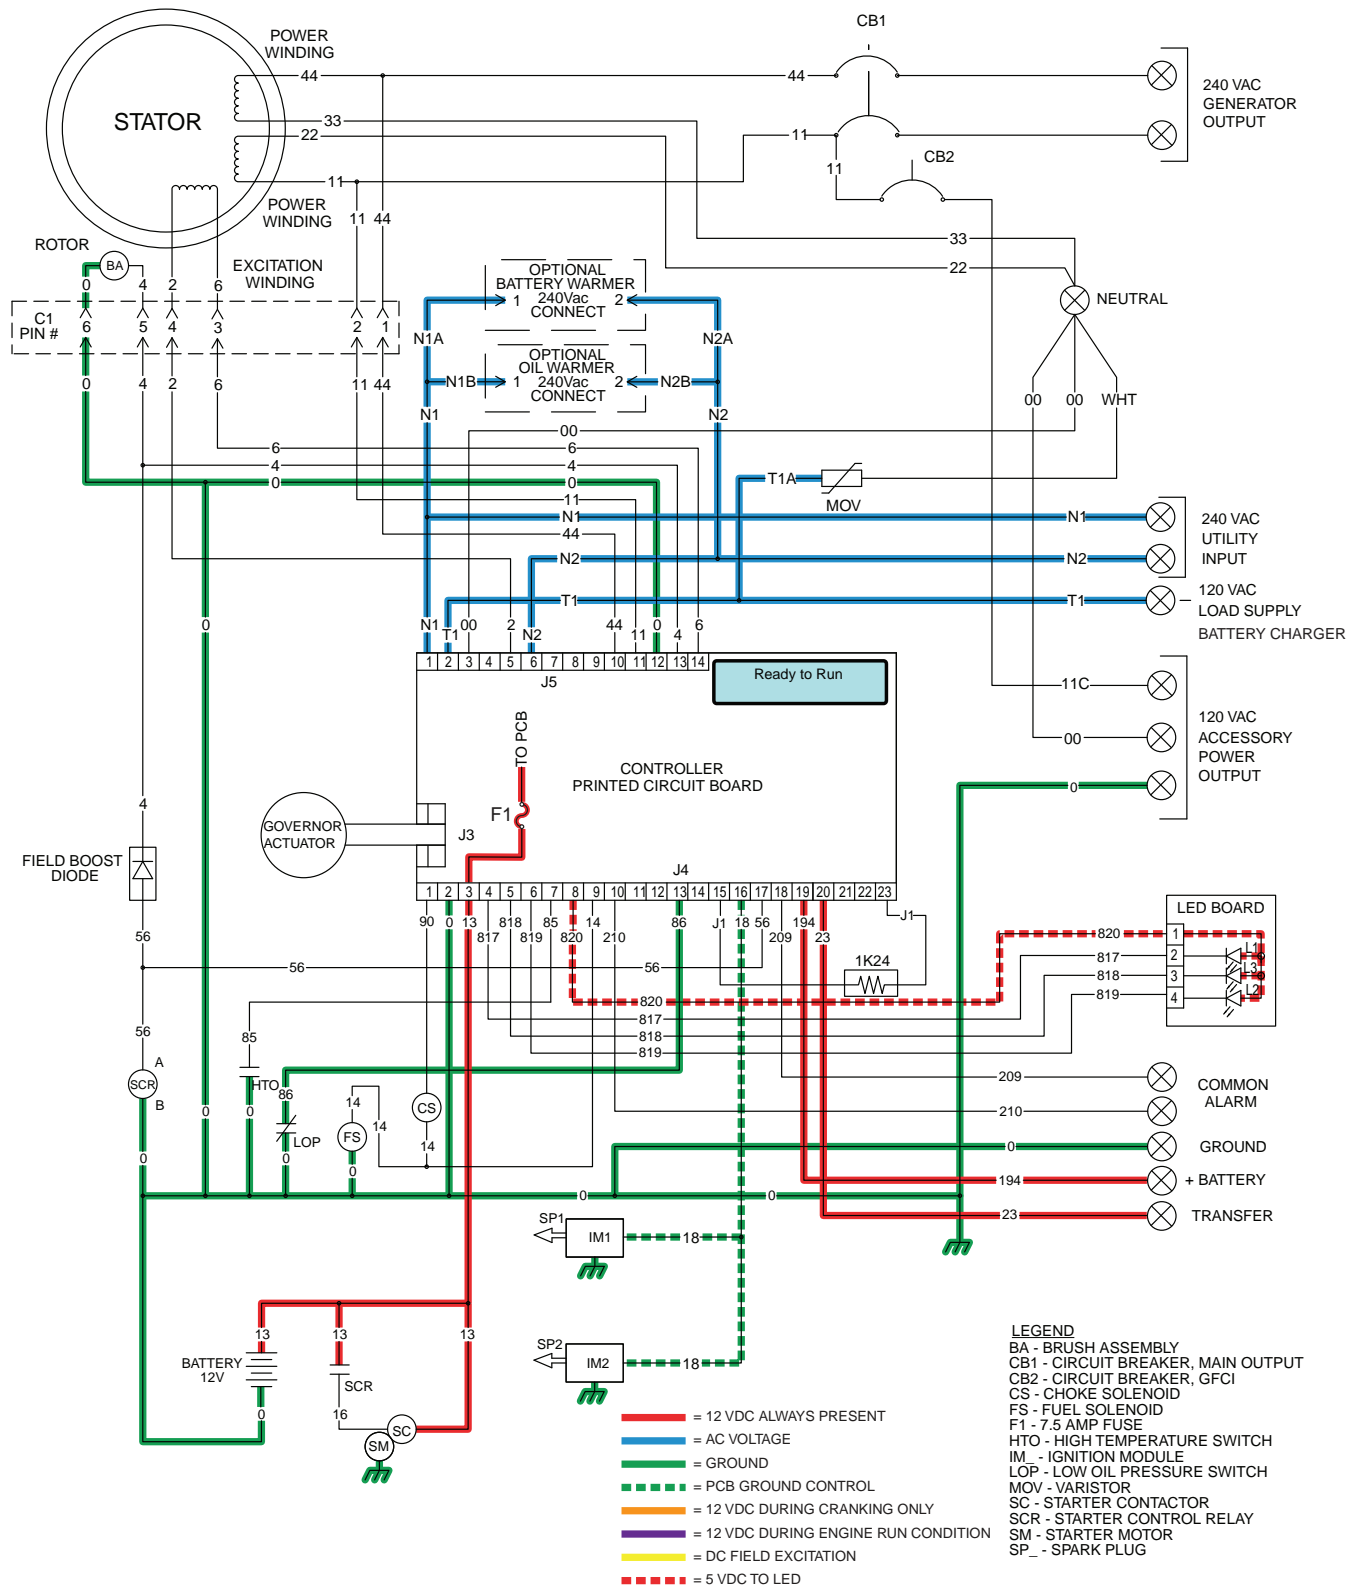 POWER
WINDING
CB1
44
44
240 VAC
GENERATOR
OUTPUT
STATOR
33
22
11
11
CB2
11
POWER
WINDING
11
44
ROTOR
BA
EXCITATION
WINDING
33
22
OPTIONAL
BATTERY WARMER
1 240Vac 2
CONNECT
0
4
2
6
NEUTRAL
C1
PIN #
6
5
4
3
2
1
N1A
N2A
OPTIONAL
OIL WARMER
1 240Vac 2
CONNECT
N1B
N2B
0
4
2
6
11
44
N1
N2
00
00
WHT
00
6
6
4
4
0
0
T1A
MOV
11
N1
N1
44
240 VAC
UTILITY
INPUT
N2
N2
T1
T1
120 VAC
LOAD SUPPLY
BATTERY CHARGER
0
N1
T1
00
2
N2
44
11
0
4
6
1 2 3 4 5 6 7 8 9 10 11 12 13 14
J5
Ready to Run
11C
TO PCB
120 VAC
ACCESSORY
POWER
OUTPUT
00
CONTROLLER
PRINTED CIRCUIT BOARD
0
4
F1
GOVERNOR
ACTUATOR
J3
FIELD BOOST
DIODE
J4
1 2 3 4 5 6 7 8 9 10 11 12 13 14 15 16 17 18 19 20 21 22 23
LED BOARD
90
0
13
817
818
819
85
820
14
210
86
J1
18
56
209
194
23
J1
820
1
56
817
2
L1
56
56
1K24
818
3
L3
819
4
L2
820
817
56
85
818
819
A
SCR
B
HTO
86
209
COMMON
ALARM
14
CS
210
0
0
LOP
FS
14
14
0
GROUND
0
0
0
194
+ BATTERY
0
0
23
TRANSFER
SP1
IM1
18
13
13
13
BATTERY
12V
SP2
IM2
18
SCR
0
16
SC
SM
= 12 VDC ALWAYS PRESENT
= AC VOLTAGE
= GROUND
= PCB GROUND CONTROL
= 12 VDC DURING CRANKING ONLY
= 12 VDC DURING ENGINE RUN CONDITION
= DC FIELD EXCITATION
= 5 VDC TO LED
LEGEND
BA - BRUSH ASSEMBLY
CB1 - CIRCUIT BREAKER, MAIN OUTPUT
CB2 - CIRCUIT BREAKER, GFCI
CS - CHOKE SOLENOID
FS - FUEL SOLENOID
F1 - 7.5 AMP FUSE
HTO - HIGH TEMPERATURE SWITCH
IM_ - IGNITION MODULE
LOP - LOW OIL PRESSURE SWITCH
MOV - VARISTOR
SC - STARTER CONTACTOR
SCR - STARTER CONTROL RELAY
SM - STARTER MOTOR
SP_ - SPARK PLUG